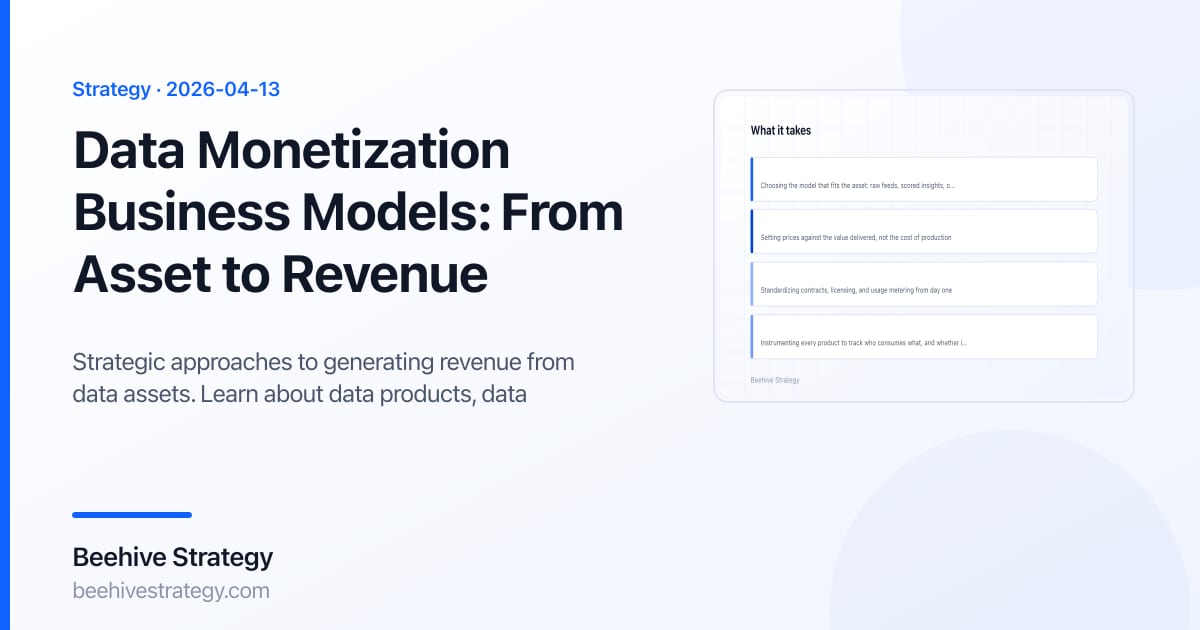 Strategy · 2026-04-13
Data Monetization
Business Models: From
Asset to Revenue
Strategic approaches to generating revenue from
data assets. Learn about data products, data
Beehive Strategy
beehivestrategy.com
What it takes
Choosing the model that fits the asset: raw feeds, scored insights, o...
Setting prices against the value delivered, not the cost of production
Standardizing contracts, licensing, and usage metering from day one
Instrumenting every product to track who consumes what, and whether i...
Beehive Strategy